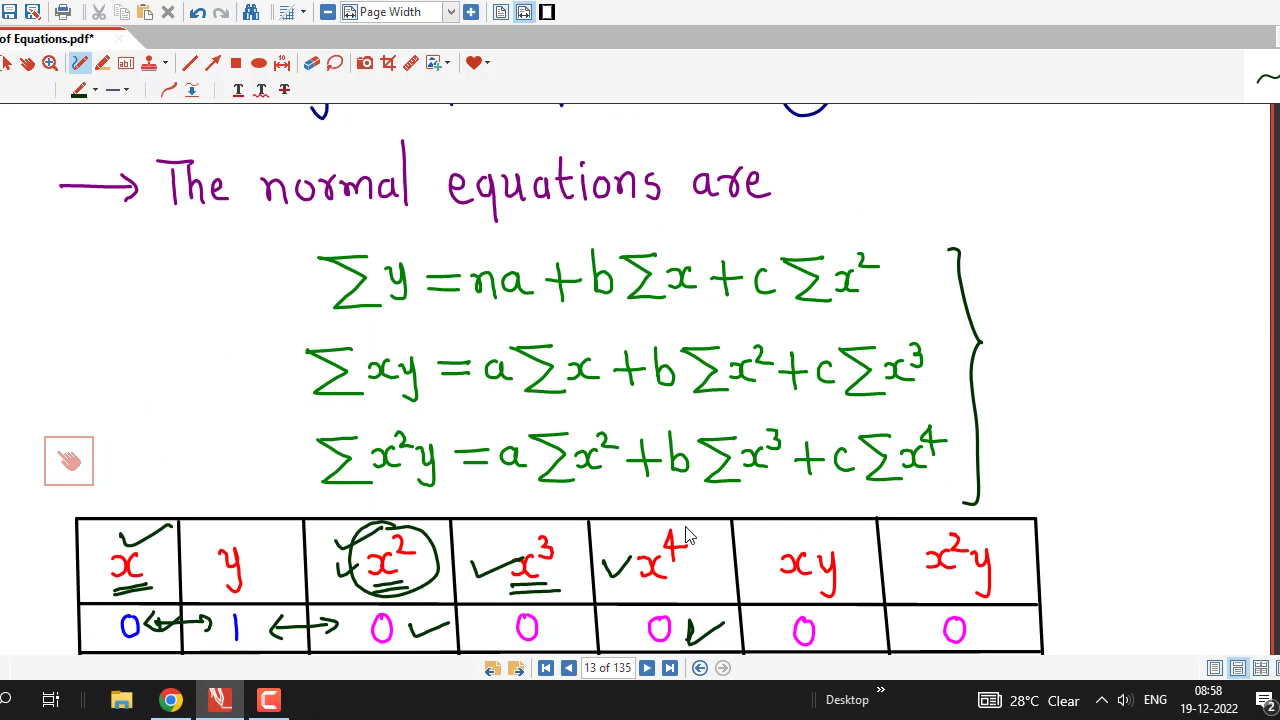 Page Width
of Equations.pdf*
10
→ The normal equations are
∑y = na + b∑x + c∑x²
∑xy = a∑x + b∑x² + c∑x³
∑x²y = a∑x² + b∑x³ + c∑x⁴
x y x² x³ x⁴ xy x²y
0 1 0 0 0 0 0
13 of 135
Desktop »
28°C Clear
ENG
08:58
19-12-2022
2